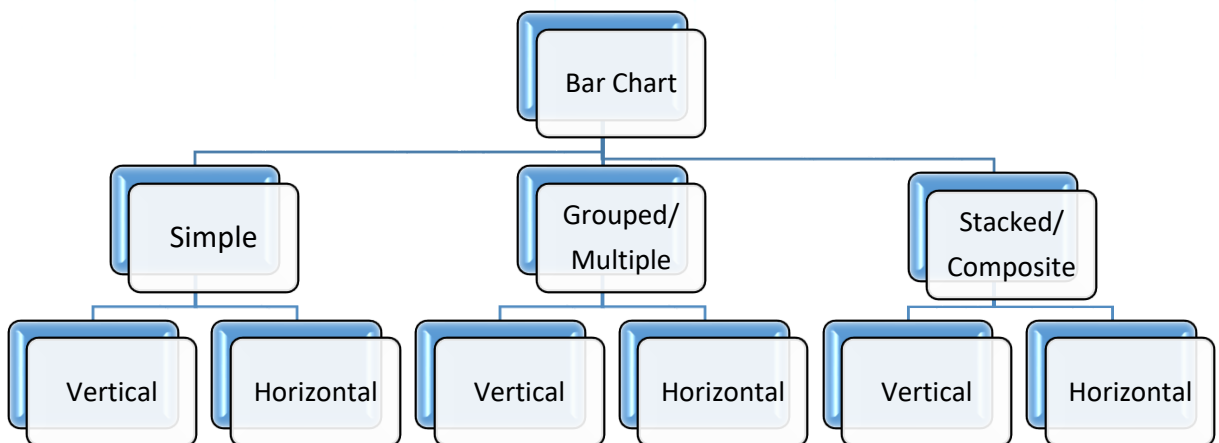 Bar Chart
Simple
Grouped/
Multiple
Stacked/
Composite
Vertical
Horizontal
Vertical
Horizontal
Vertical
Horizontal